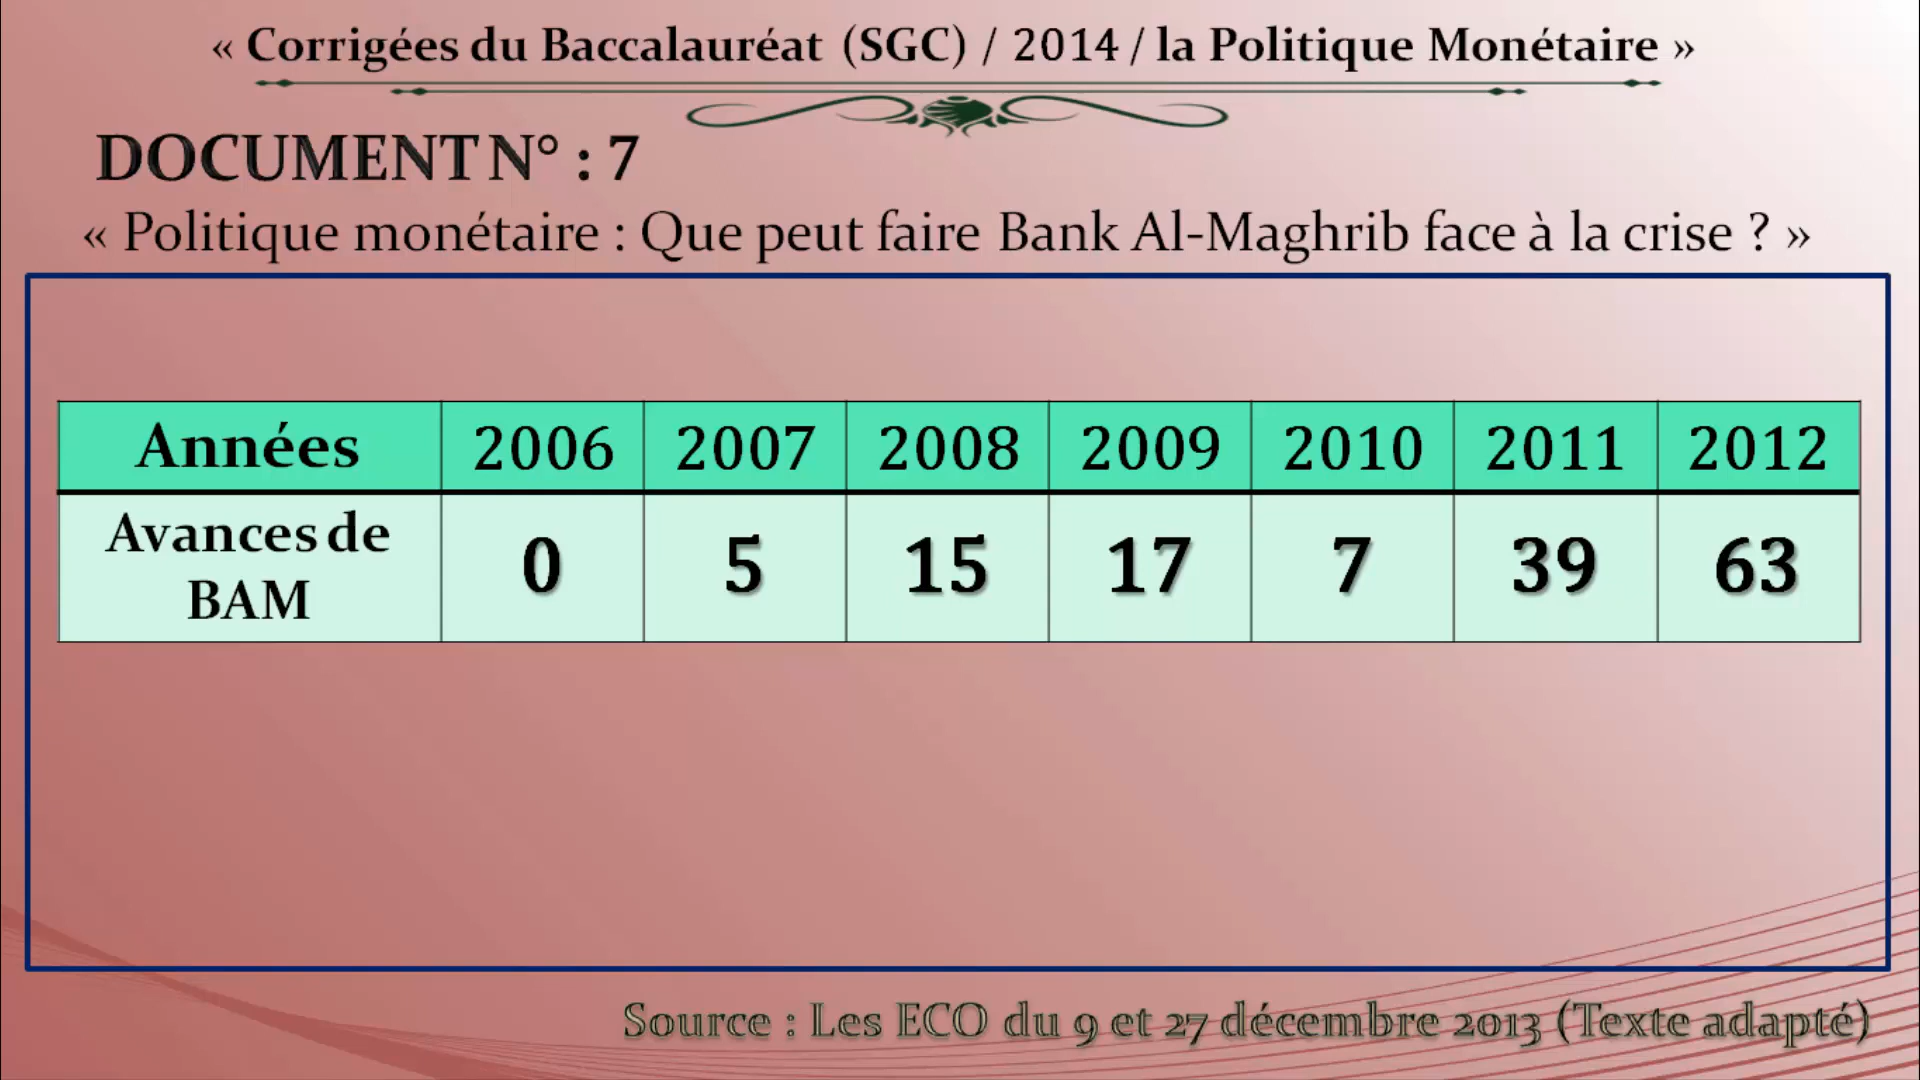 « Corrigées du Baccalauréat (SGC) / 2014 / la Politique Monétaire »
DOCUMENT N° : 7
« Politique monétaire : Que peut faire Bank Al-Maghrib face à la crise ? »
Années 2006 2007 2008 2009 2010 2011 2012
Avances de BAM 0 5 15 17 7 39 63
Source : Les ECO du 9 et 27 décembre 2013 (Texte adapté)